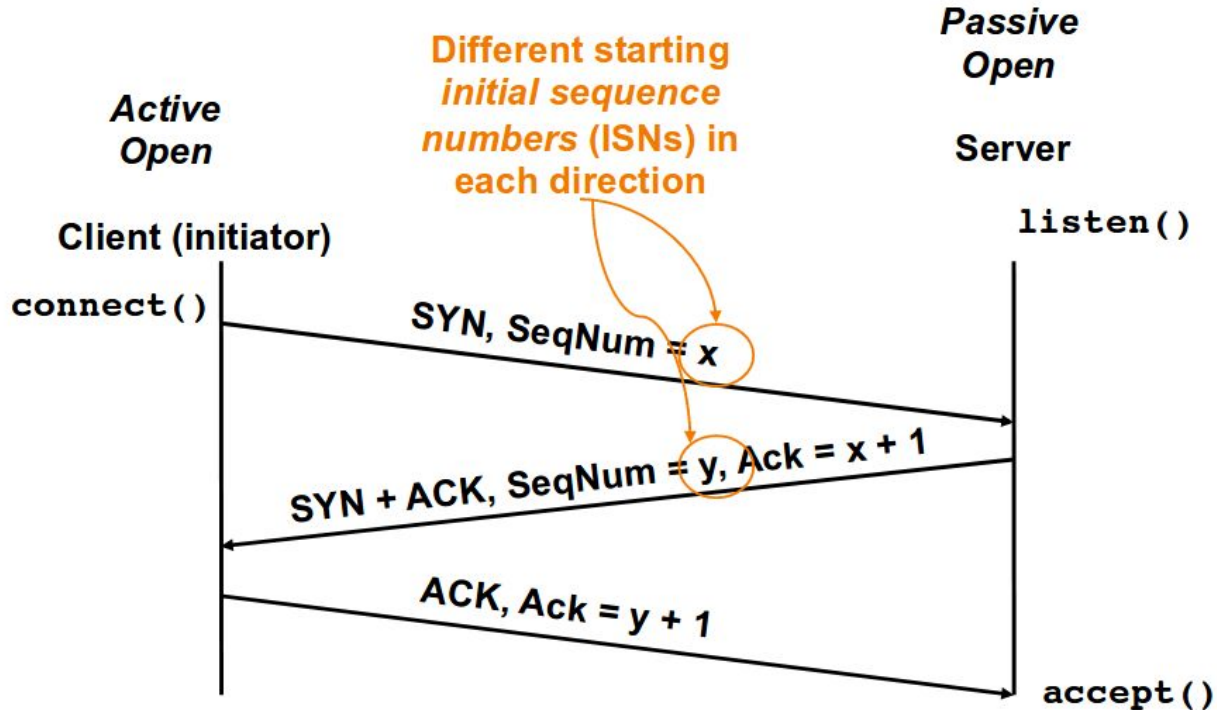 Passive
Open
Different starting
initial sequence
numbers (ISNs) in
each direction
Active
Open
Server
listen()
Client (initiator)
connect()
SYN, SeqNum = x
SYN + ACK, SeqNum = y, Ack = x + 1
ACK, Ack = y + 1
accept()